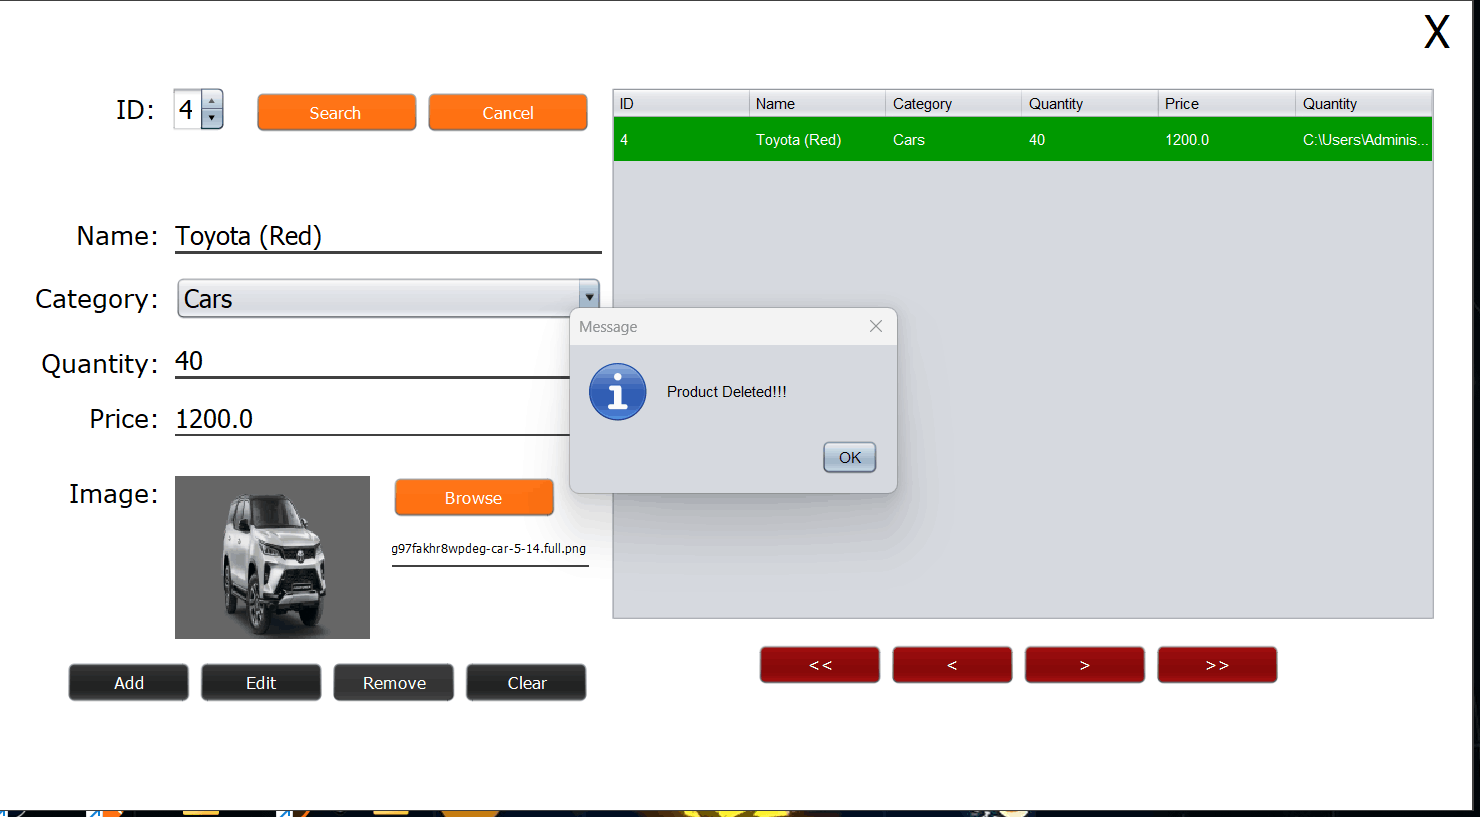 X
ID: 4 Search Cancel
Name: Toyota (Red)
Category: Cars
Quantity: 40
Price: 1200.0
Image: Browse
g97fakhr8wpdeg-car-5-14.full.png
Add Edit Remove Clear
ID Name Category Quantity Price Quantity
4 Toyota (Red) Cars 40 1200.0 C:\Users\Adminis...
Message
Product Deleted!!!
OK
<< < > >>